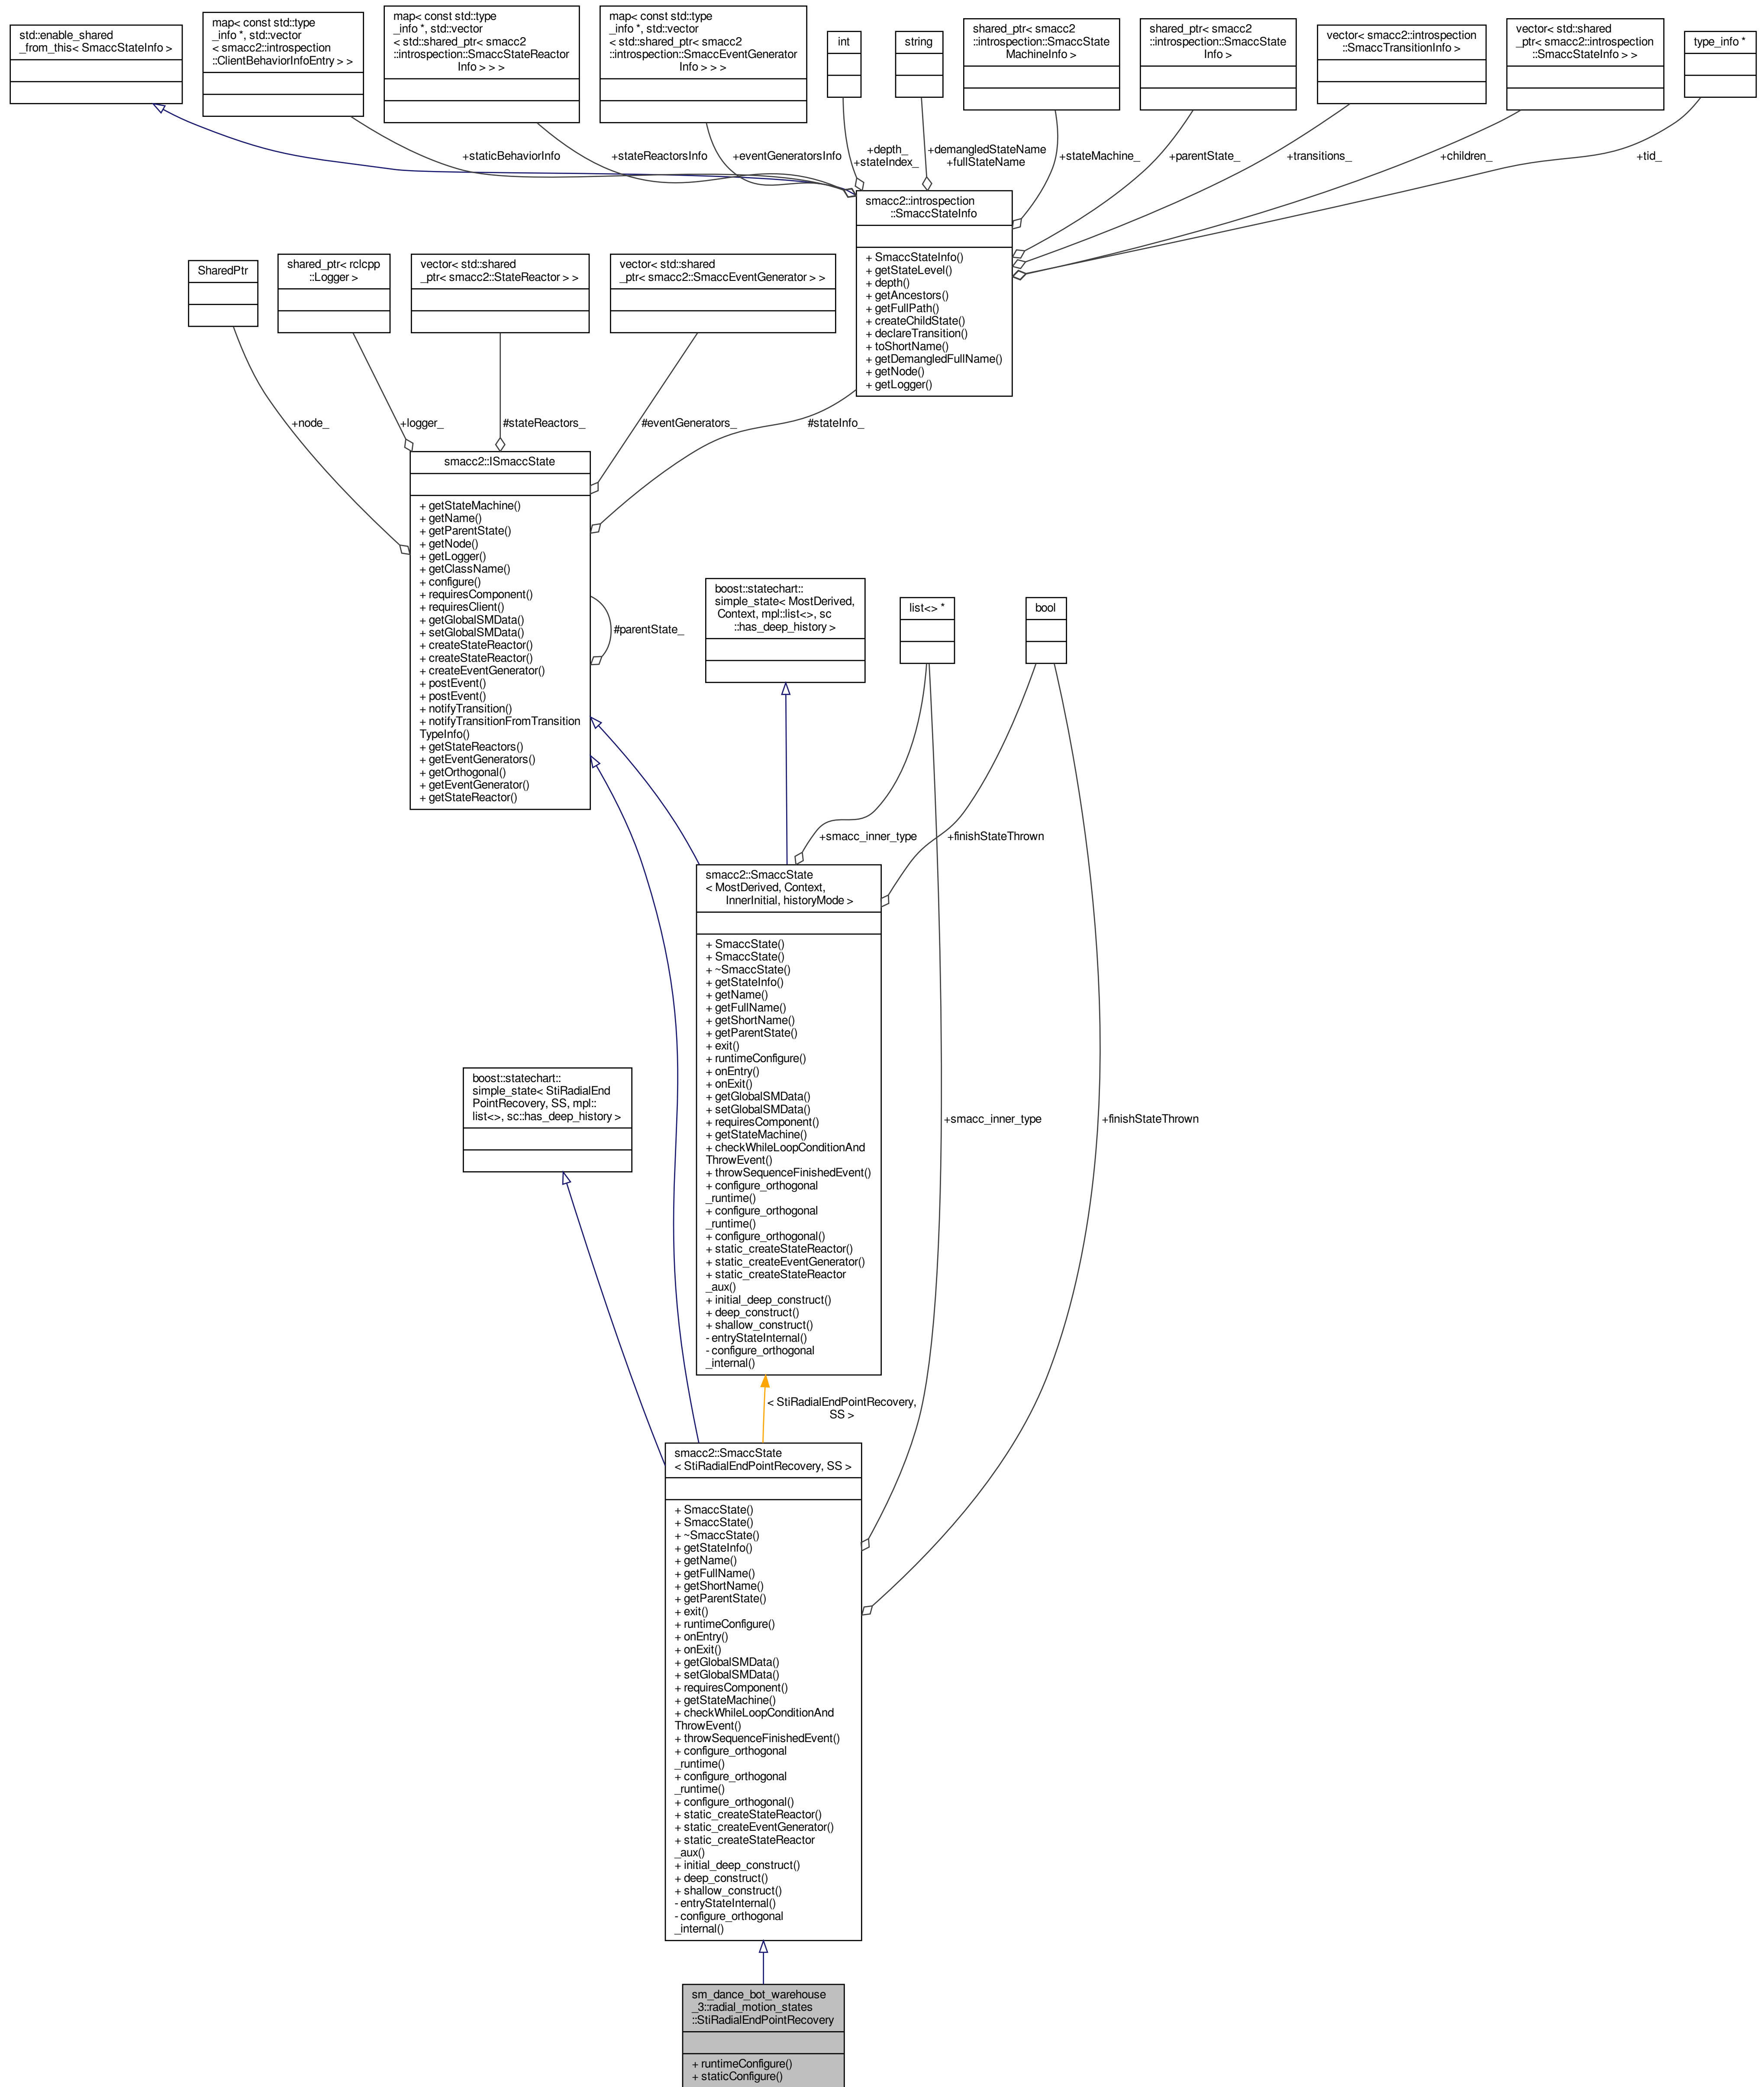 std::enable_shared
_from_this< SmaccStateInfo >
map< const std::type
_info *, std::vector
< smacc2::introspection
::ClientBehaviorInfoEntry > >
map< const std::type
_info *, std::vector
< std::shared_ptr< smacc2
::introspection::SmaccStateReactor
Info > > >
map< const std::type
_info *, std::vector
< std::shared_ptr< smacc2
::introspection::SmaccEventGenerator
Info > > >
int
string
shared_ptr< smacc2
::introspection::SmaccState
MachineInfo >
shared_ptr< smacc2
::introspection::SmaccState
Info >
vector< smacc2::introspection
::SmaccTransitionInfo >
vector< std::shared
_ptr< smacc2::introspection
::SmaccStateInfo > >
type_info *
+staticBehaviorInfo
+stateReactorsInfo
+eventGeneratorsInfo
+depth_
+stateIndex_
+demangledStateName
+fullStateName
+stateMachine_
+parentState_
+transitions_
+children_
+tid_
smacc2::introspection
::SmaccStateInfo
+ SmaccStateInfo()
+ getStateLevel()
+ depth()
+ getAncestors()
+ getFullPath()
+ createChildState()
+ declareTransition()
+ toShortName()
+ getDemangledFullName()
+ getNode()
+ getLogger()
SharedPtr
shared_ptr< rclcpp
::Logger >
vector< std::shared
_ptr< smacc2::StateReactor > >
vector< std::shared
_ptr< smacc2::SmaccEventGenerator > >
+node_
+logger_
#stateReactors_
#eventGenerators_
#stateInfo_
smacc2::ISmaccState
+ getStateMachine()
+ getName()
+ getParentState()
+ getNode()
+ getLogger()
+ getClassName()
+ configure()
+ requiresComponent()
+ requiresClient()
+ getGlobalSMData()
+ setGlobalSMData()
+ createStateReactor()
+ createStateReactor()
+ createEventGenerator()
+ postEvent()
+ postEvent()
+ notifyTransition()
+ notifyTransitionFromTransition
TypeInfo()
+ getStateReactors()
+ getEventGenerators()
+ getOrthogonal()
+ getEventGenerator()
+ getStateReactor()
#parentState_
boost::statechart::
simple_state< MostDerived,
Context, mpl::list<>, sc
::has_deep_history >
list<> *
bool
+smacc_inner_type
+finishStateThrown
smacc2::SmaccState
< MostDerived, Context,
InnerInitial, historyMode >
+ SmaccState()
+ SmaccState()
+ ~SmaccState()
+ getStateInfo()
+ getName()
+ getFullName()
+ getShortName()
+ getParentState()
+ exit()
+ runtimeConfigure()
+ onEntry()
+ onExit()
+ getGlobalSMData()
+ setGlobalSMData()
+ requiresComponent()
+ getStateMachine()
+ checkWhileLoopConditionAnd
ThrowEvent()
+ throwSequenceFinishedEvent()
+ configure_orthogonal
_runtime()
+ configure_orthogonal
_runtime()
+ configure_orthogonal()
+ static_createStateReactor()
+ static_createEventGenerator()
+ static_createStateReactor
_aux()
+ initial_deep_construct()
+ deep_construct()
+ shallow_construct()
- entryStateInternal()
- configure_orthogonal
_internal()
boost::statechart::
simple_state< StiRadialEnd
PointRecovery, SS, mpl::
list<>, sc::has_deep_history >
+smacc_inner_type
+finishStateThrown
< StiRadialEndPointRecovery,
SS >
smacc2::SmaccState
< StiRadialEndPointRecovery, SS >
+ SmaccState()
+ SmaccState()
+ ~SmaccState()
+ getStateInfo()
+ getName()
+ getFullName()
+ getShortName()
+ getParentState()
+ exit()
+ runtimeConfigure()
+ onEntry()
+ onExit()
+ getGlobalSMData()
+ setGlobalSMData()
+ requiresComponent()
+ getStateMachine()
+ checkWhileLoopConditionAnd
ThrowEvent()
+ throwSequenceFinishedEvent()
+ configure_orthogonal
_runtime()
+ configure_orthogonal
_runtime()
+ configure_orthogonal()
+ static_createStateReactor()
+ static_createEventGenerator()
+ static_createStateReactor
_aux()
+ initial_deep_construct()
+ deep_construct()
+ shallow_construct()
- entryStateInternal()
- configure_orthogonal
_internal()
sm_dance_bot_warehouse
_3::radial_motion_states
::StiRadialEndPointRecovery
+ runtimeConfigure()
+ staticConfigure()